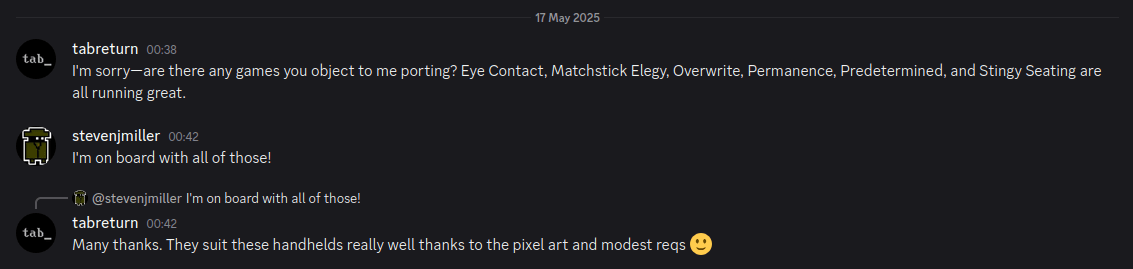 17 May 2025
tab_
tabreturn 00:38
I'm sorry—are there any games you object to me porting? Eye Contact, Matchstick Elegy, Overwrite, Permanence, Predetermined, and Stingy Seating are
all running great.
stevenjmiller 00:42
I'm on board with all of those!
@stevenjmiller I'm on board with all of those!
tab_
tabreturn 00:42
Many thanks. They suit these handhelds really well thanks to the pixel art and modest reqs 🙂